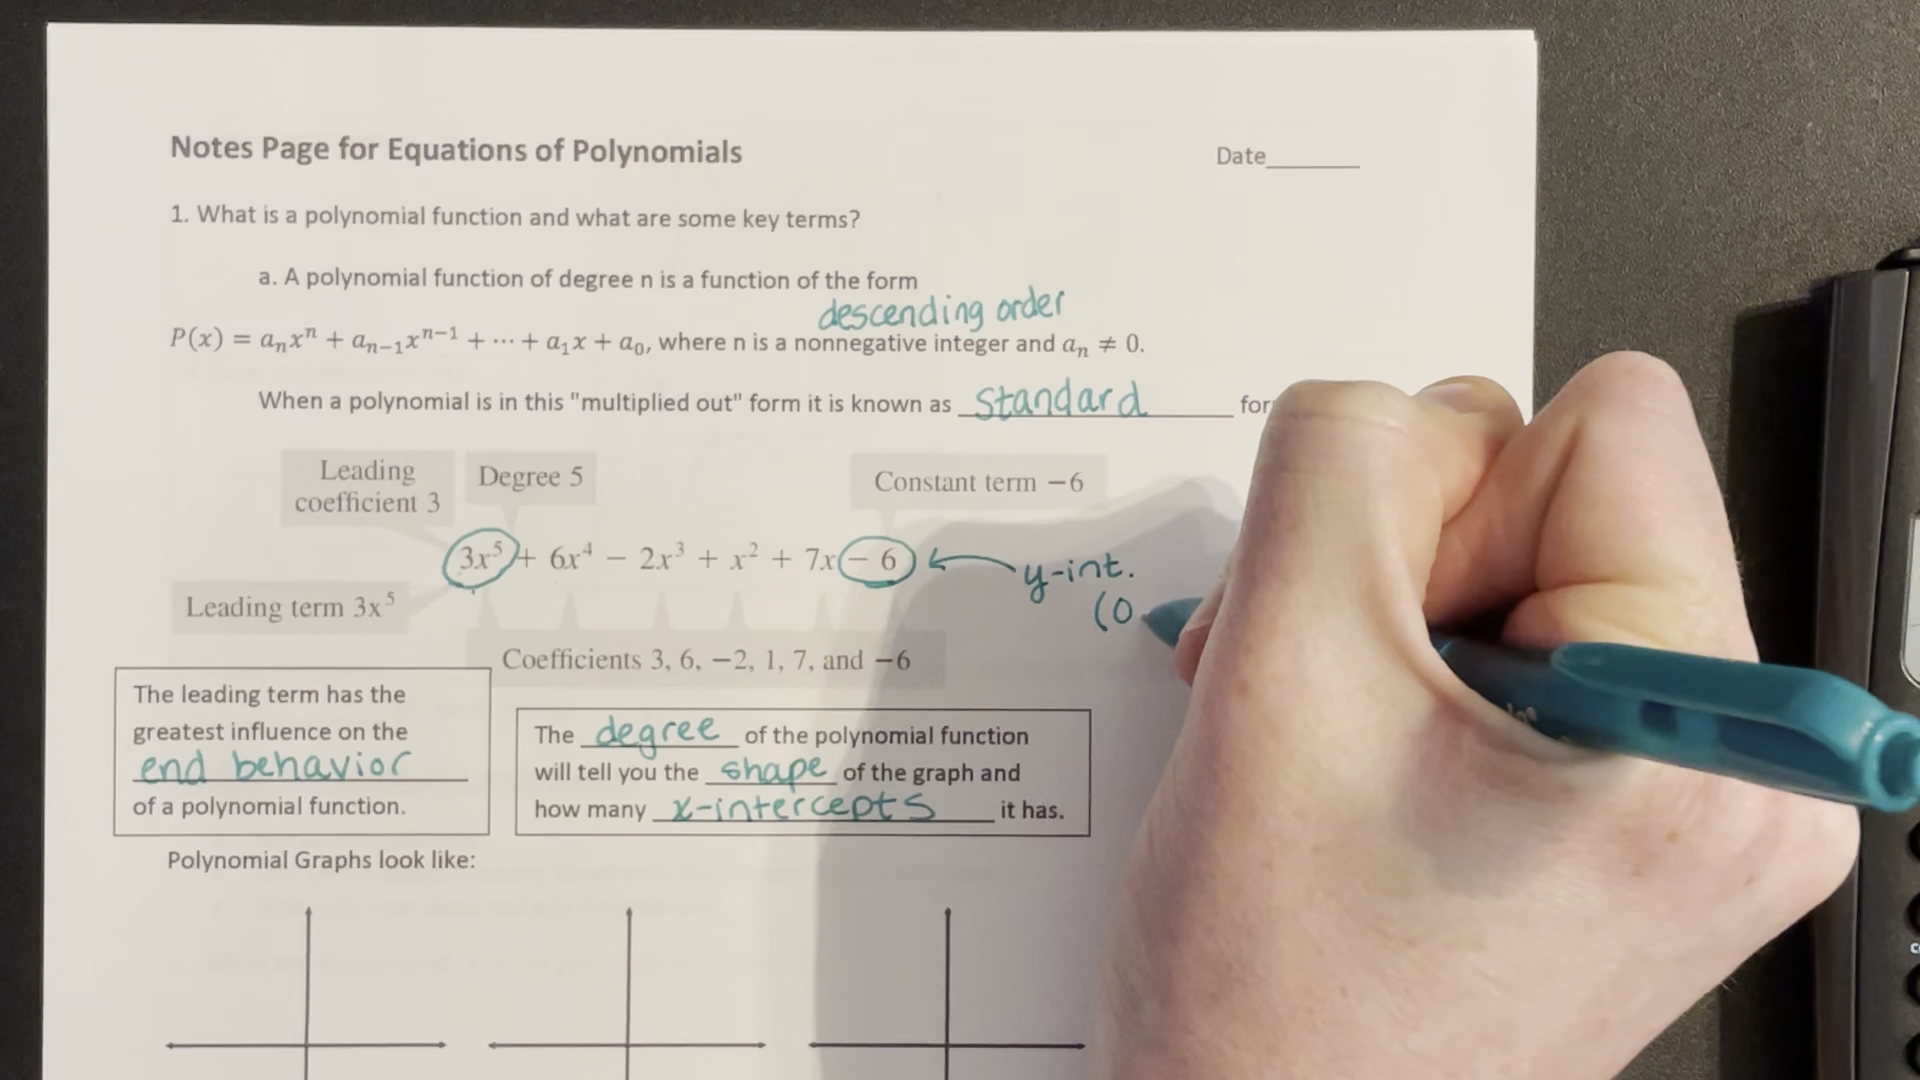 Notes Page for Equations of Polynomials
Date_______
1. What is a polynomial function and what are some key terms?
a. A polynomial function of degree n is a function of the form
descending order
P(x) = aₙxⁿ + aₙ₋₁xⁿ⁻¹ + ⋯ + a₁x + a₀, where n is a nonnegative integer and aₙ ≠ 0.
When a polynomial is in this "multiplied out" form it is known as standard
Leading
coefficient 3
Degree 5
Constant term −6
3x⁵ + 6x⁴ − 2x³ + x² + 7x − 6
y-int.
(0
Leading term 3x⁵
Coefficients 3, 6, −2, 1, 7, and −6
The leading term has the
greatest influence on the
end behavior
of a polynomial function.
The degree of the polynomial function
will tell you the shape of the graph and
how many x-intercepts it has.
Polynomial Graphs look like: